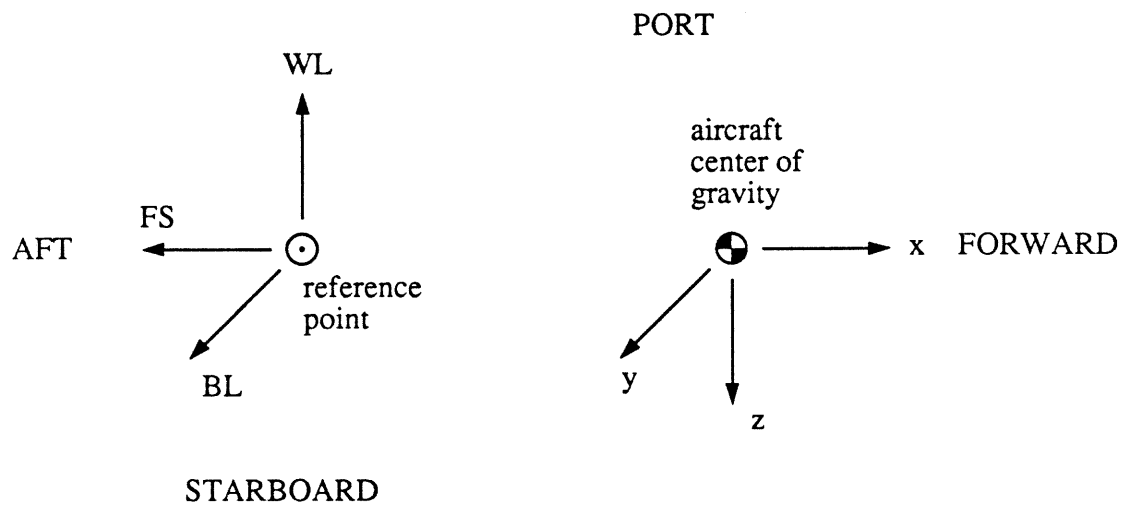 PORT
WL
aircraft
center of
gravity
FS
AFT
x FORWARD
reference
point
BL
y
z
STARBOARD